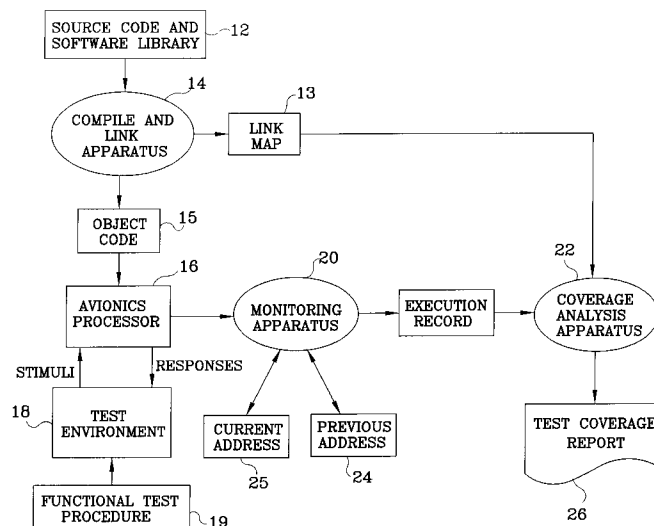 SOURCE CODE AND
SOFTWARE LIBRARY
12
14
COMPILE AND
LINK
APPARATUS
13
LINK
MAP
OBJECT
CODE
15
16
AVIONICS
PROCESSOR
20
MONITORING
APPARATUS
EXECUTION
RECORD
22
COVERAGE
ANALYSIS
APPARATUS
STIMULI
RESPONSES
18
TEST
ENVIRONMENT
CURRENT
ADDRESS
25
PREVIOUS
ADDRESS
24
TEST COVERAGE
REPORT
26
FUNCTIONAL TEST
PROCEDURE
19